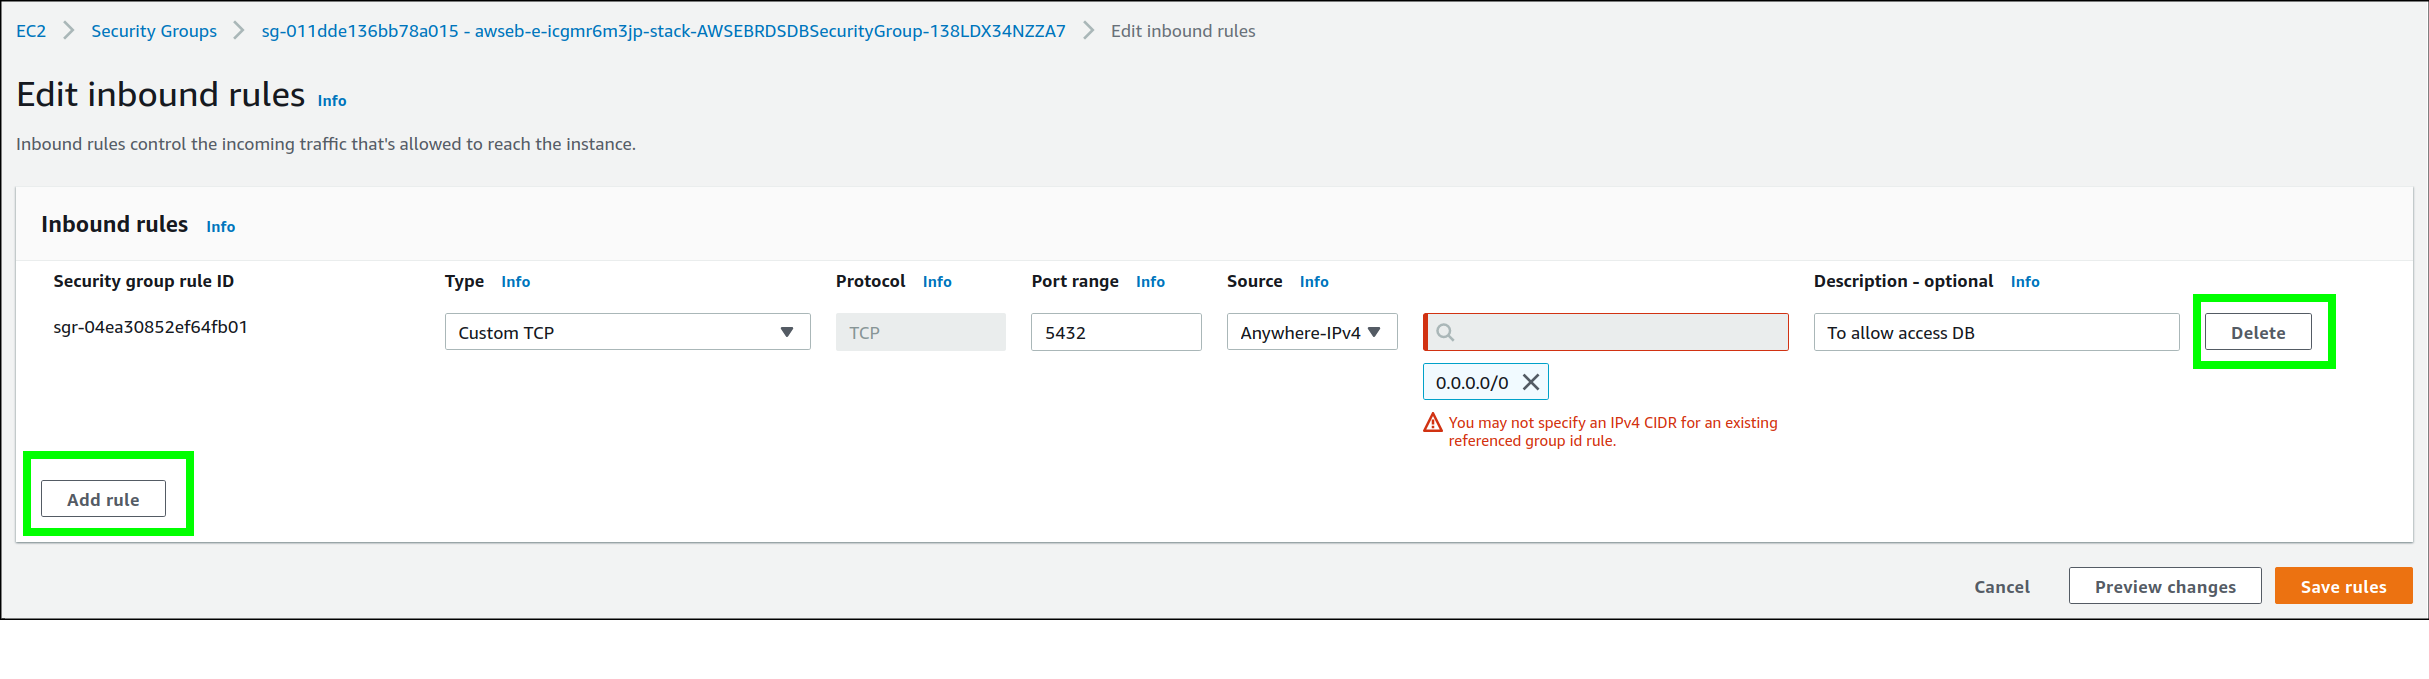 EC2 > Security Groups > sg-011dde136bb78a015 - awseb-e-icgmr6m3jp-stack-AWSEBRDSDBSecurityGroup-138LDX34NZZA7 > Edit inbound rules
Edit inbound rules Info
Inbound rules control the incoming traffic that's allowed to reach the instance.
Inbound rules Info
Security group rule ID Type Info Protocol Info Port range Info Source Info Description - optional Info
sgr-04ea30852ef64fb01 Custom TCP TCP 5432 Anywhere-IPv4 To allow access DB Delete
0.0.0.0/0
You may not specify an IPv4 CIDR for an existing
referenced group id rule.
Add rule
Cancel Preview changes Save rules